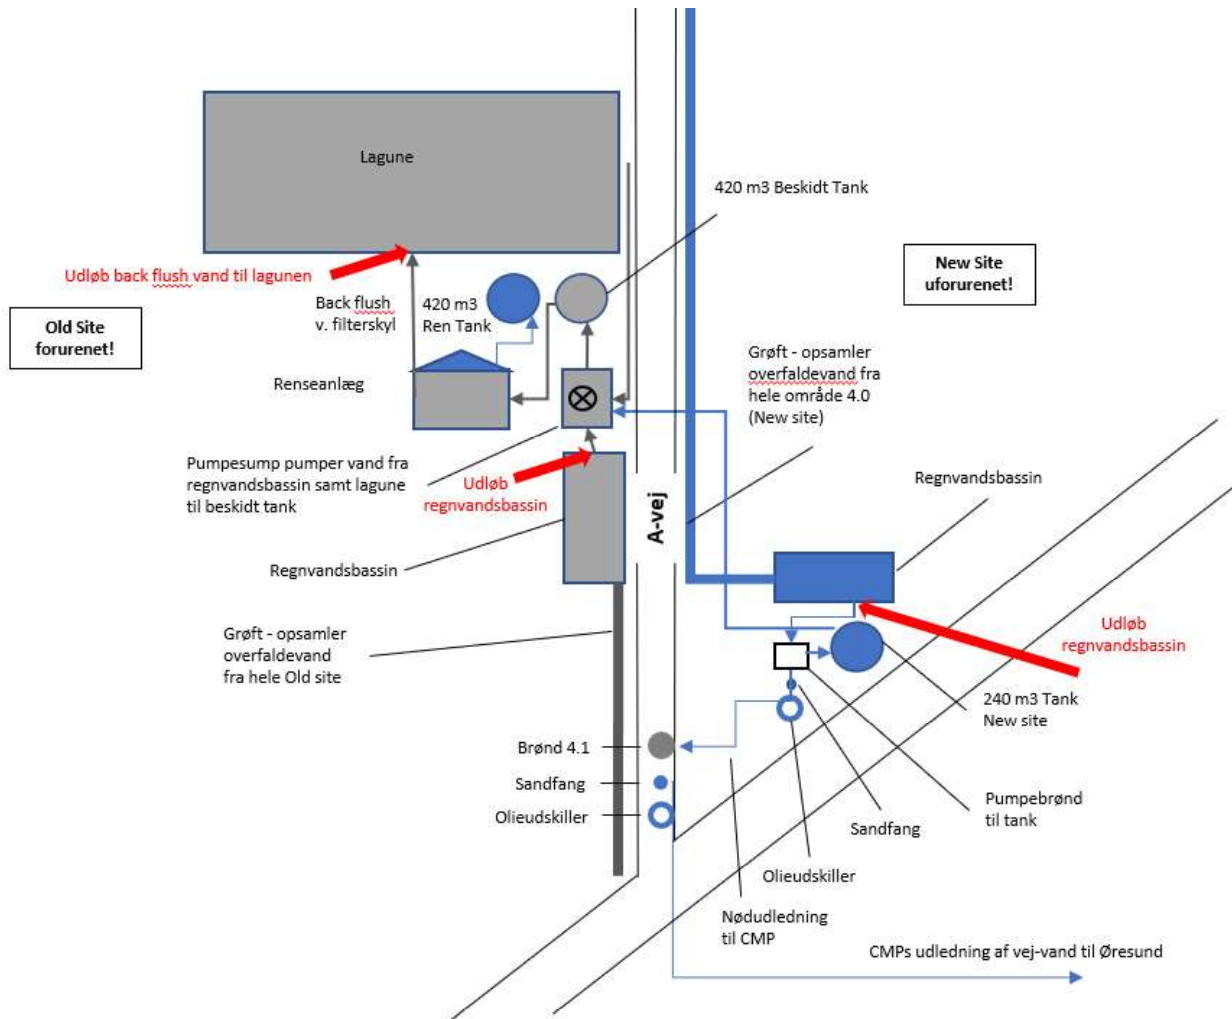 Lagune
420 m3 Beskidt Tank
Udløb back flush vand til lagunen
New Site
uforurenet!
Old Site
forurenet!
Back flush
v. filterskyl
420 m3
Ren Tank
Renseanlæg
Grøft - opsamler
overfaldevand fra
hele område 4.0
(New site)
Pumpesump pumper vand fra
regnvandsbassin samt lagune
til beskidt tank
Udløb
regnvandsbassin
A-vej
Regnvandsbassin
Regnvandsbassin
Grøft - opsamler
overfaldevand
fra hele Old site
Udløb
regnvandsbassin
240 m3 Tank
New site
Brønd 4.1
Sandfang
Olieudskiller
Pumpebrønd
til tank
Sandfang
Olieudskiller
Nødudledning
til CMP
CMPs udledning af vej-vand til Øresund